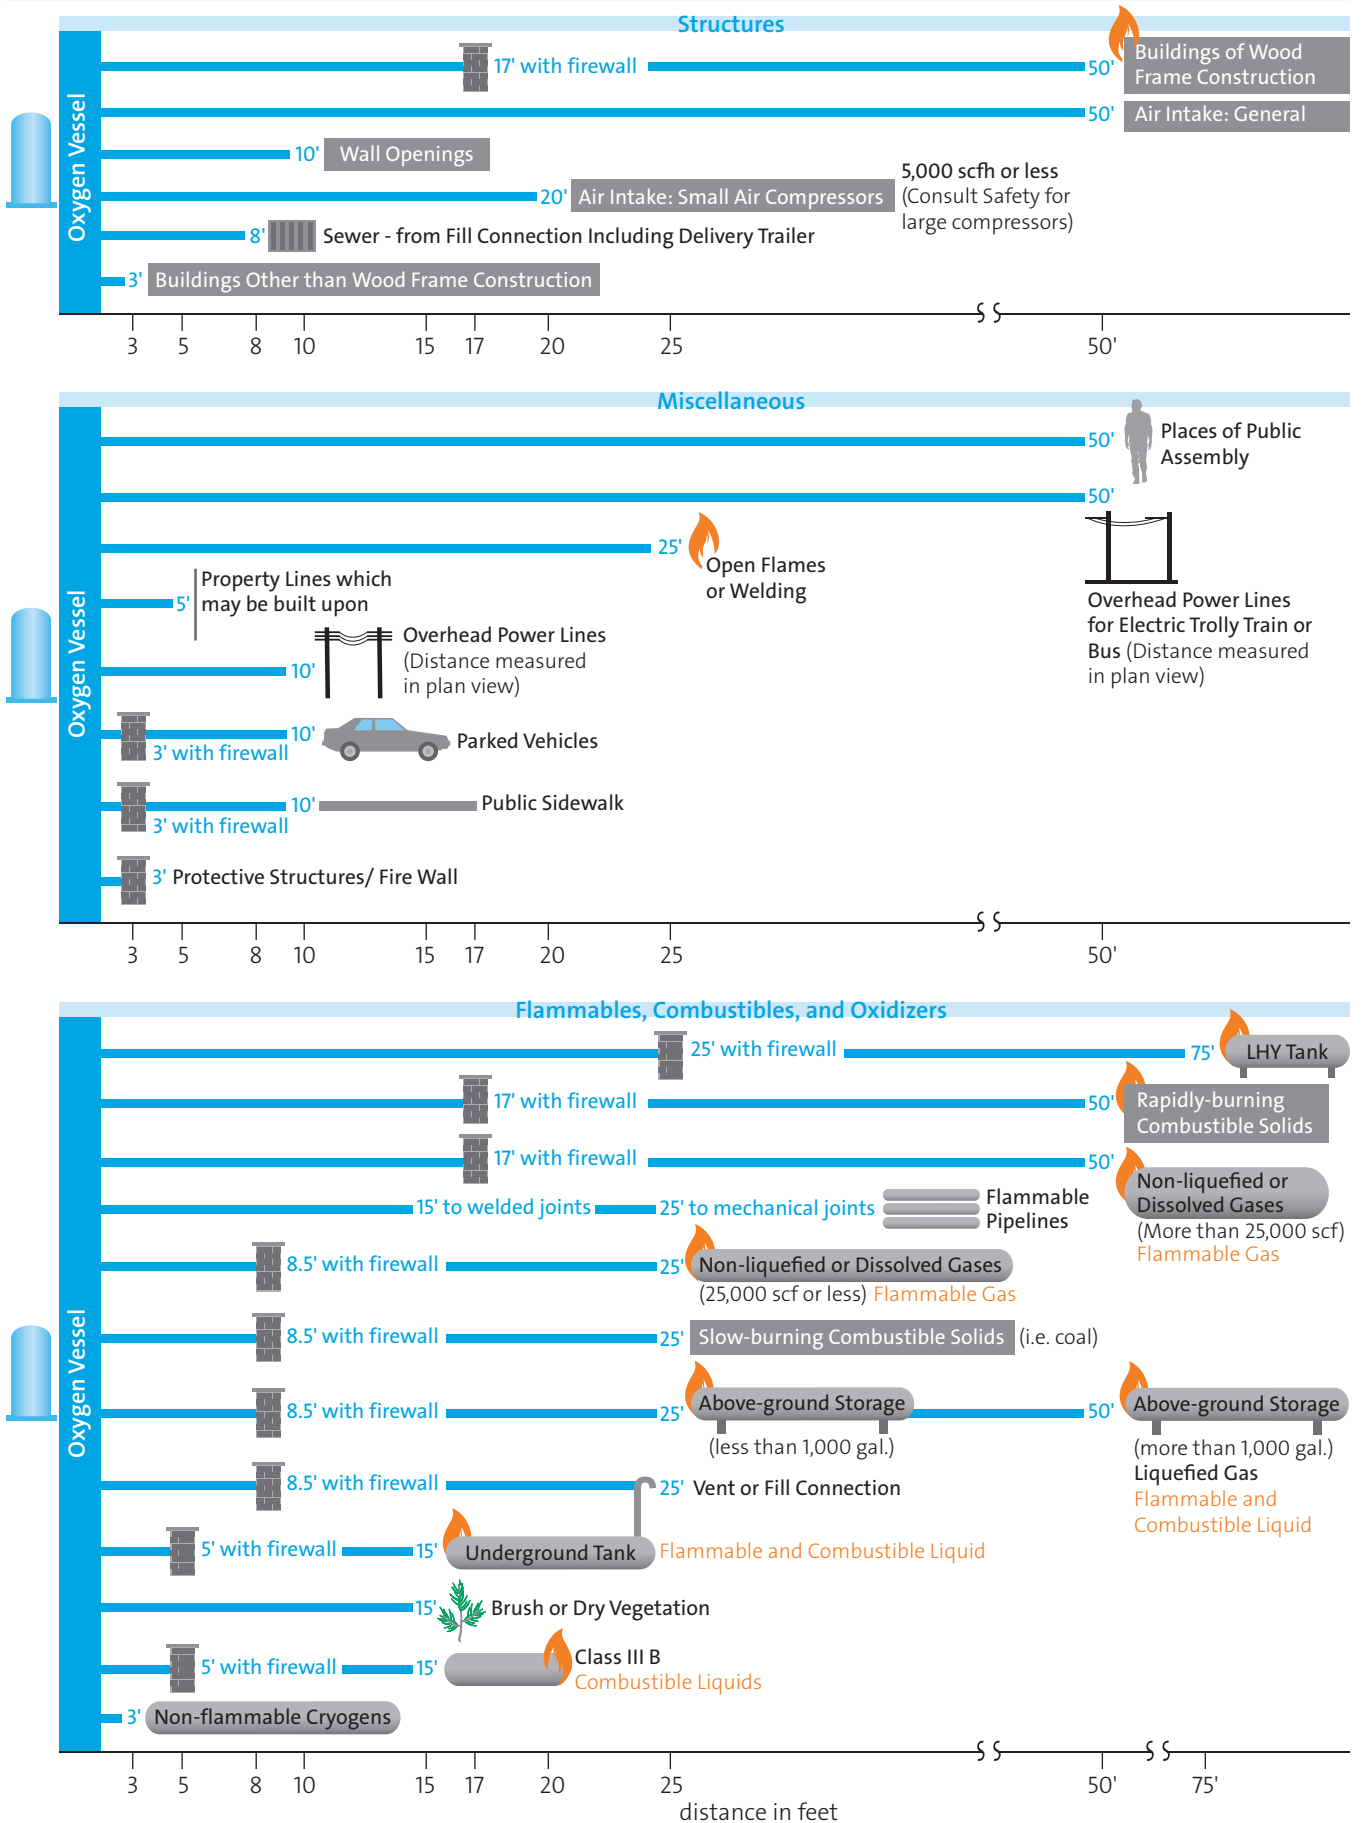 Structures
Oxygen Vessel
17' with firewall
50'
Buildings of Wood
Frame Construction
50'
Air Intake: General
10'
Wall Openings
20'
Air Intake: Small Air Compressors
5,000 scfh or less
(Consult Safety for
large compressors)
8'
Sewer - from Fill Connection Including Delivery Trailer
3'
Buildings Other than Wood Frame Construction
3 5 8 10 15 17 20 25 50'
Miscellaneous
Oxygen Vessel
50'
Places of Public
Assembly
50'
Overhead Power Lines
for Electric Trolly Train or
Bus (Distance measured
in plan view)
25'
Open Flames
or Welding
5'
Property Lines which
may be built upon
10'
Overhead Power Lines
(Distance measured
in plan view)
10'
3' with firewall
Parked Vehicles
10'
3' with firewall
Public Sidewalk
3' Protective Structures/ Fire Wall
3 5 8 10 15 17 20 25 50'
Flammables, Combustibles, and Oxidizers
Oxygen Vessel
25' with firewall
75'
LHY Tank
17' with firewall
50'
Rapidly-burning
Combustible Solids
17' with firewall
50'
Non-liquefied or
Dissolved Gases
(More than 25,000 scf)
Flammable Gas
15' to welded joints
25' to mechanical joints
Flammable
Pipelines
8.5' with firewall
25'
Non-liquefied or Dissolved Gases
(25,000 scf or less) Flammable Gas
8.5' with firewall
25'
Slow-burning Combustible Solids (i.e. coal)
8.5' with firewall
25'
Above-ground Storage
(less than 1,000 gal.)
50'
Above-ground Storage
(more than 1,000 gal.)
Liquefied Gas
Flammable and
Combustible Liquid
8.5' with firewall
25' Vent or Fill Connection
5' with firewall
15'
Underground Tank
Flammable and Combustible Liquid
15'
Brush or Dry Vegetation
5' with firewall
15'
Class III B
Combustible Liquids
3'
Non-flammable Cryogens
3 5 8 10 15 17 20 25 50' 75'
distance in feet